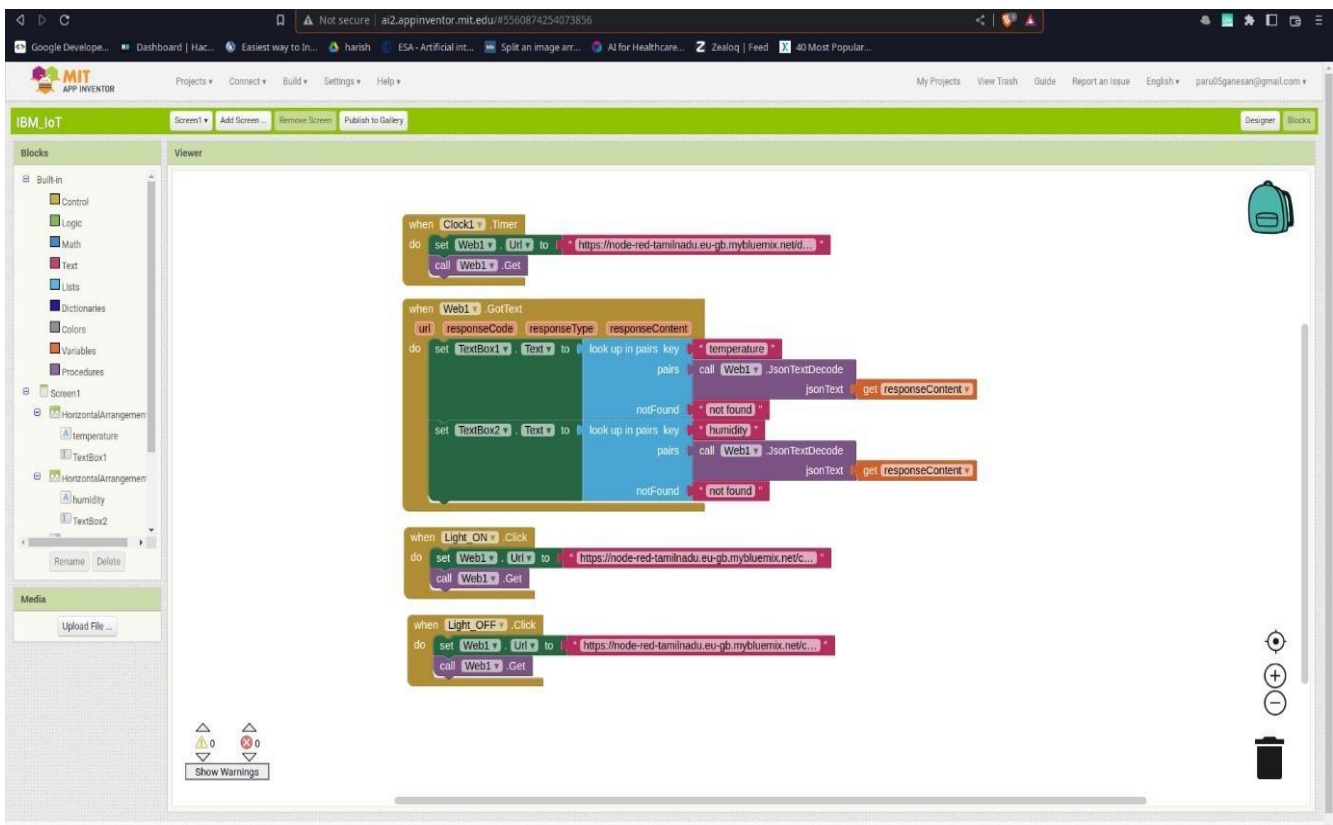 Not secure ai2.appinventor.mit.edu/#5560874254073856
Google Develope... Dashboard | Hac... Easiest way to In... harish ESA - Artificial int... Split an image arr... AI for Healthcare... Zealoq | Feed 40 Most Popular...
MIT
APP INVENTOR
Projects Connect Build Settings Help My Projects View Trash Guide Report an Issue English paru05ganesan@gmail.com
IBM_IoT Screen1 Add Screen ... Remove Screen Publish to Gallery Designer Blocks
Blocks Viewer
Built-in
Control
Logic
Math
Text
Lists
Dictionaries
Colors
Variables
Procedures
Screen1
HorizontalArrangemen
temperature
TextBox1
HorizontalArrangemen
humidity
TextBox2
Rename Delete
Media
Upload File ...
when Clock1 .Timer
do set Web1 . Url to " https://node-red-tamilnadu.eu-gb.mybluemix.net/d... "
call Web1 .Get
when Web1 .GotText
url responseCode responseType responseContent
do set TextBox1 . Text to look up in pairs key " temperature "
pairs call Web1 .JsonTextDecode
jsonText get responseContent
notFound " not found "
set TextBox2 . Text to look up in pairs key " humidity "
pairs call Web1 .JsonTextDecode
jsonText get responseContent
notFound " not found "
when Light_ON .Click
do set Web1 . Url to " https://node-red-tamilnadu.eu-gb.mybluemix.net/c... "
call Web1 .Get
when Light_OFF .Click
do set Web1 . Url to " https://node-red-tamilnadu.eu-gb.mybluemix.net/c... "
call Web1 .Get
0 0
Show Warnings